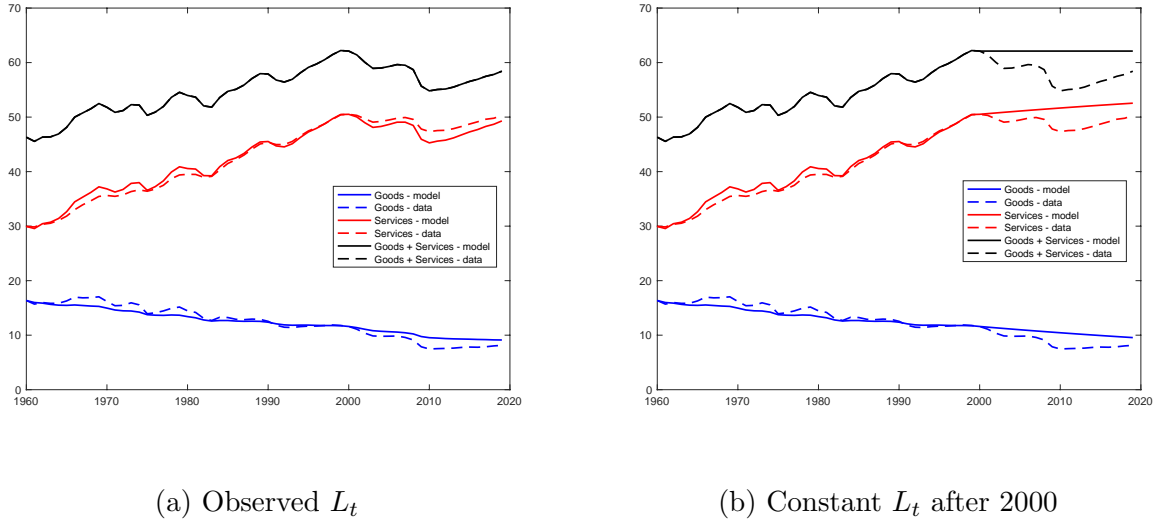 70
60
50
40
30
20
10
0
1960 1970 1980 1990 2000 2010 2020
Goods - model
Goods - data
Services - model
Services - data
Goods + Services - model
Goods + Services - data
(a) Observed Lₜ
70
60
50
40
30
20
10
0
1960 1970 1980 1990 2000 2010 2020
Goods - model
Goods - data
Services - model
Services - data
Goods + Services - model
Goods + Services - data
(b) Constant Lₜ after 2000